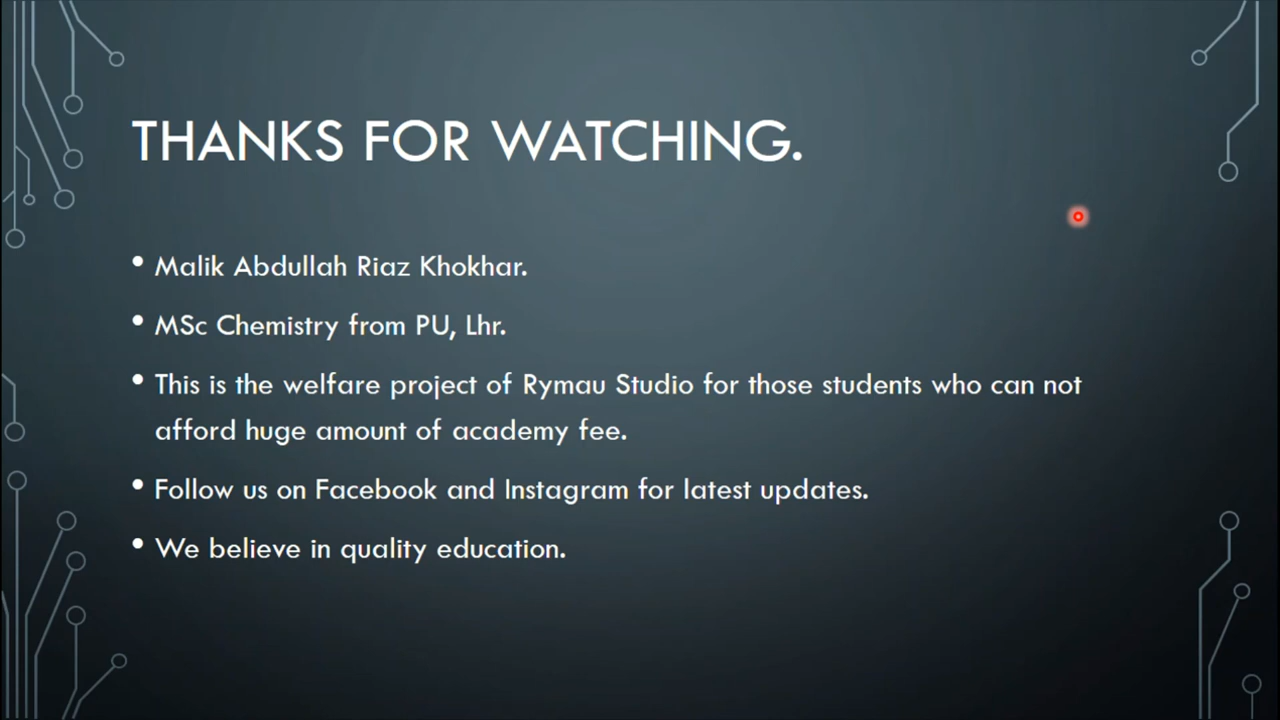 THANKS FOR WATCHING.
• Malik Abdullah Riaz Khokhar.
• MSc Chemistry from PU, Lhr.
• This is the welfare project of Rymau Studio for those students who can not
afford huge amount of academy fee.
• Follow us on Facebook and Instagram for latest updates.
• We believe in quality education.